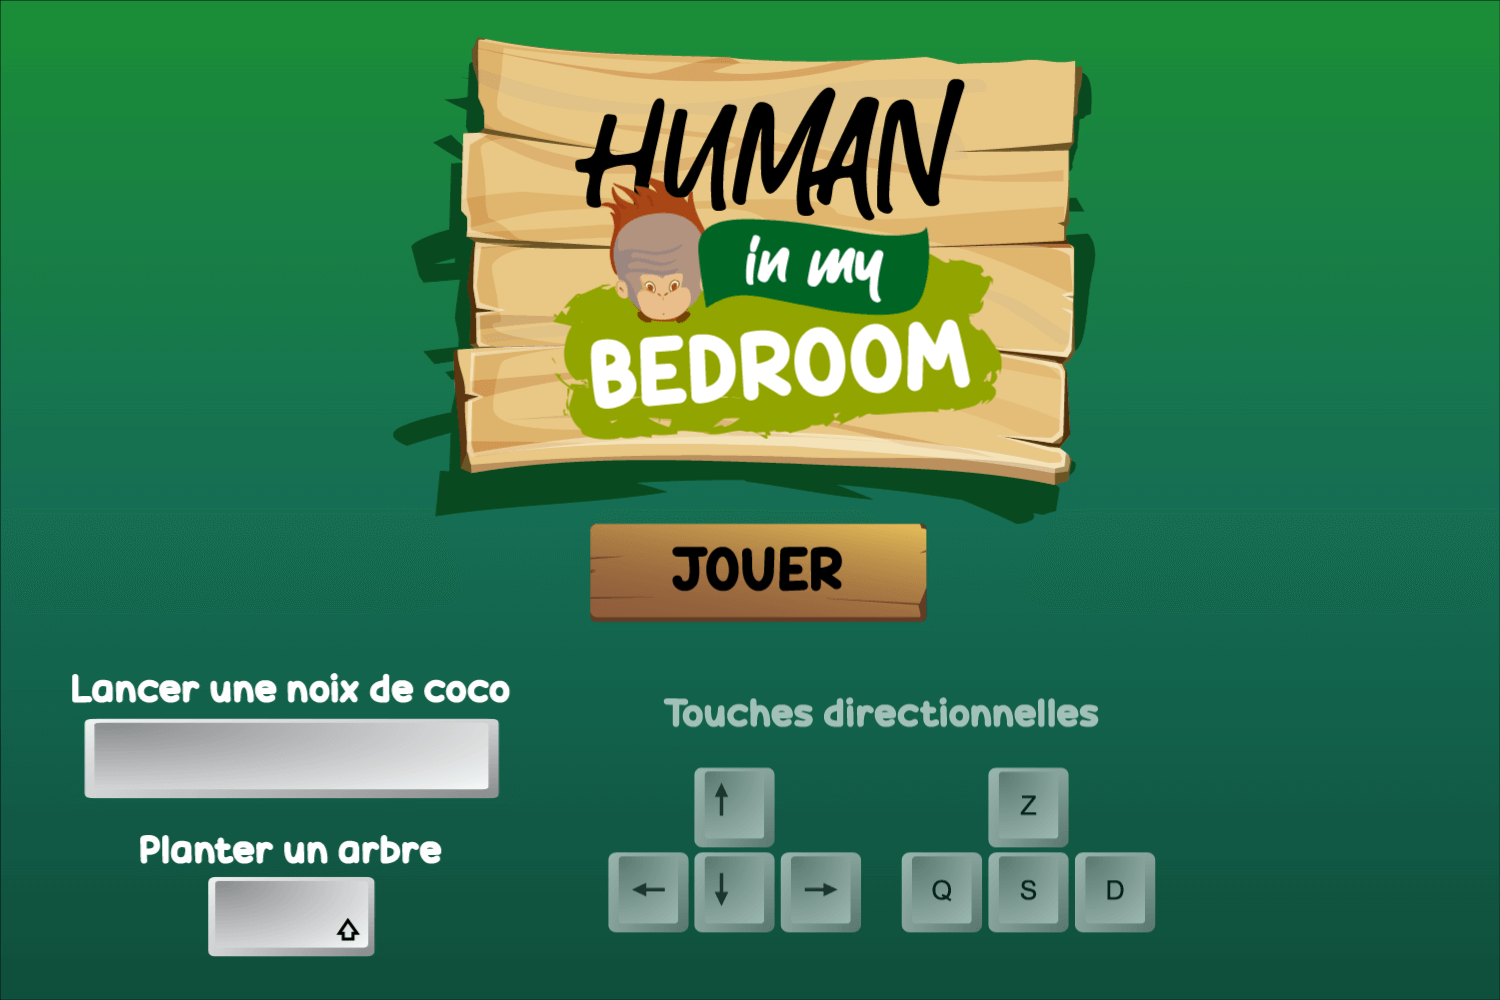 HUMAN
in my
BEDROOM
JOUER
Lancer une noix de coco
Planter un arbre
Touches directionnelles
↑
← ↓ →
Z
Q S D